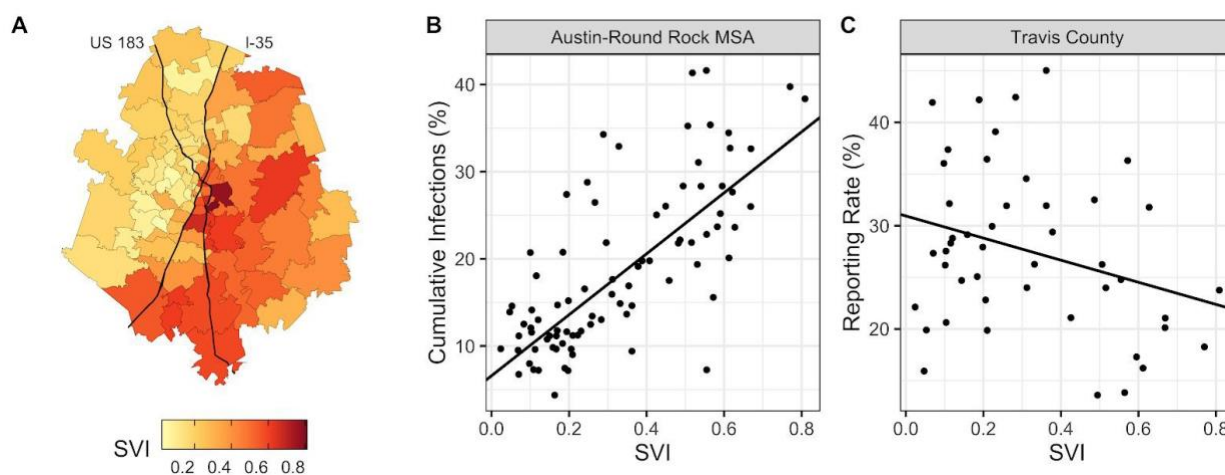 A
US 183
I-35
SVI
0.2 0.4 0.6 0.8
B
Austin-Round Rock MSA
Cumulative Infections (%)
40
30
20
10
0.0 0.2 0.4 0.6 0.8
SVI
C
Travis County
Reporting Rate (%)
40
30
20
0.0 0.2 0.4 0.6 0.8
SVI